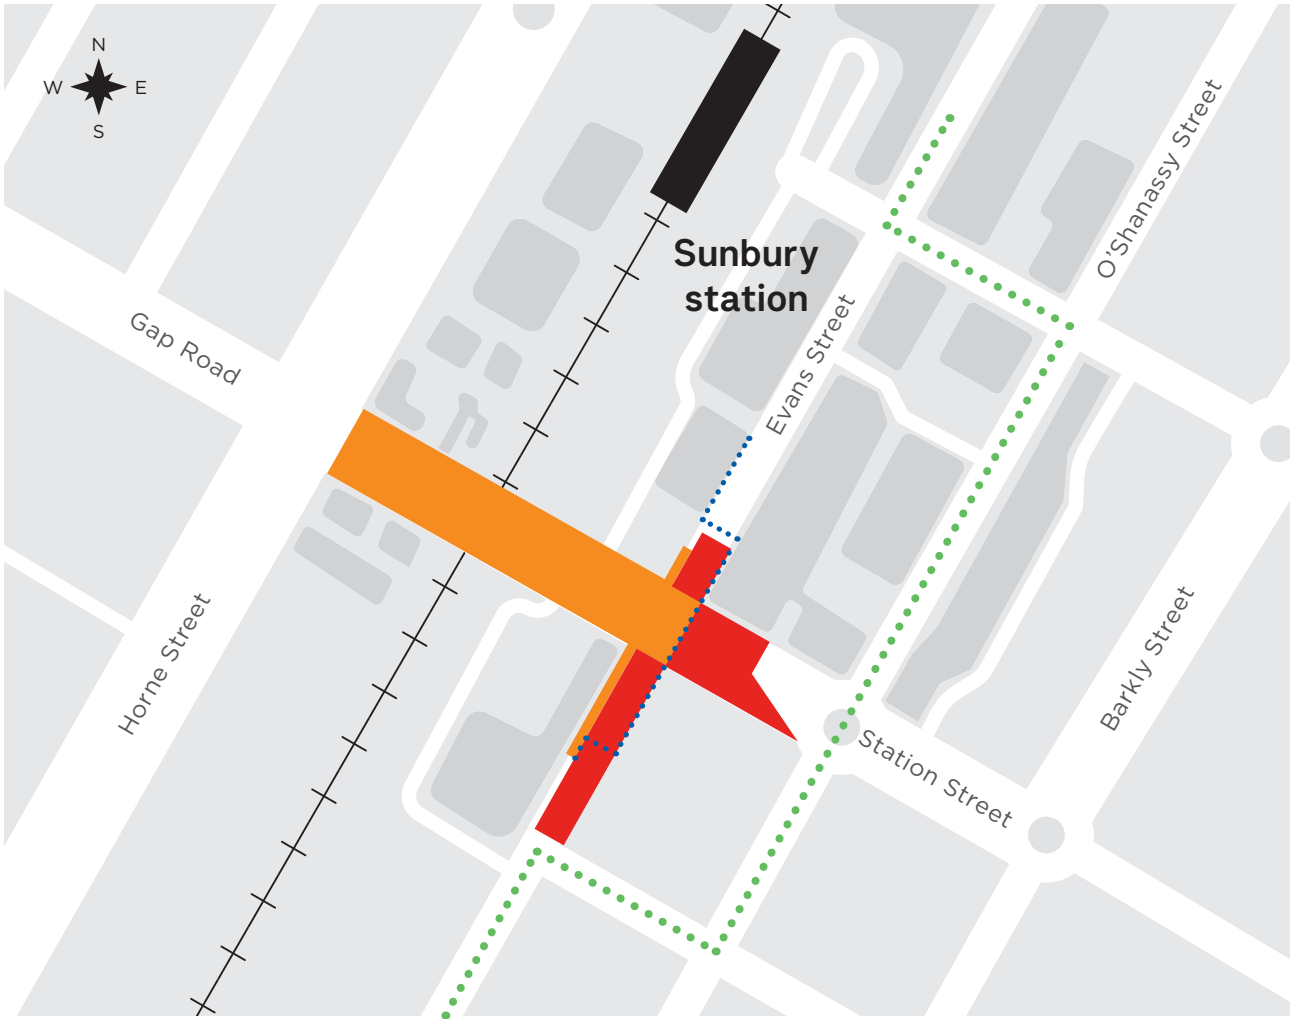 N
W E
S
Sunbury
station
O'Shanassy Street
Gap Road
Evans Street
Horne Street
Barkly Street
Station Street